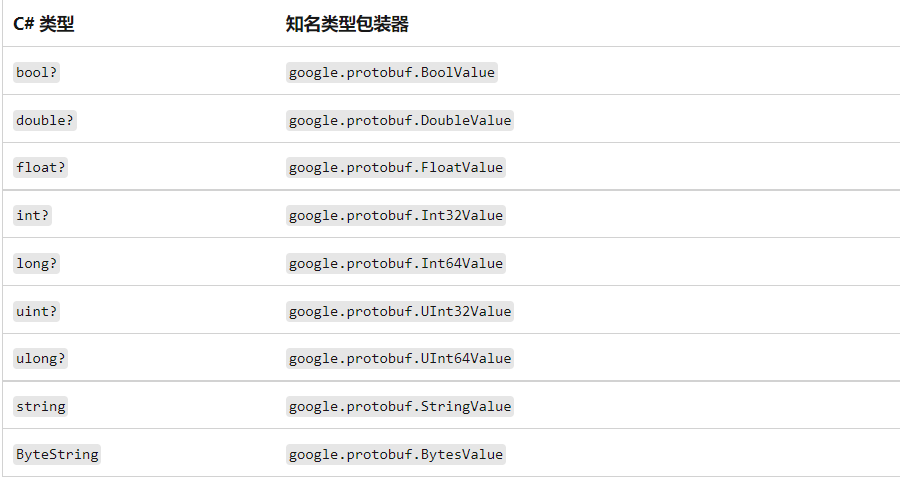 C# 类型 知名类型包装器
bool? google.protobuf.BoolValue
double? google.protobuf.DoubleValue
float? google.protobuf.FloatValue
int? google.protobuf.Int32Value
long? google.protobuf.Int64Value
uint? google.protobuf.UInt32Value
ulong? google.protobuf.UInt64Value
string google.protobuf.StringValue
ByteString google.protobuf.BytesValue